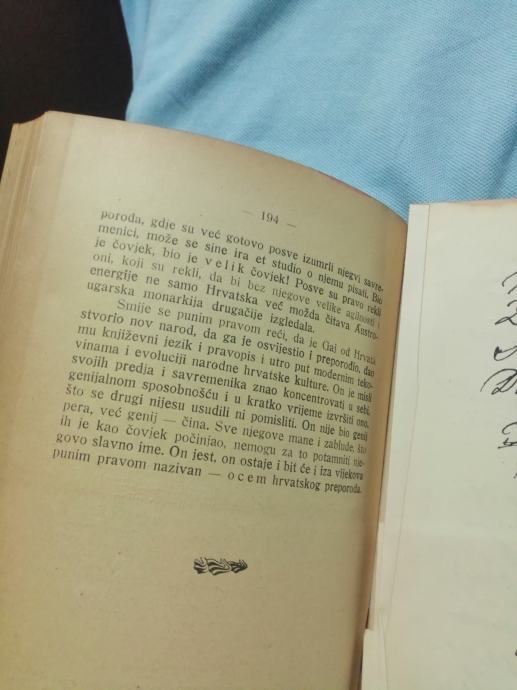 — 194 —
poroda, gdje su već gotovo posve izumrli njegvi savre-
menici, može se sine ira et studio o njemu pisati. Bio
je čovjek, bio je velik čovjek! Posve su pravo rekli
oni, koji su rekli, da bi bez njegove velike agilnosti i
energije ne samo Hrvatska već možda čitava Austro-
ugarska monarkija drugačije izgledala.
Smije se punim pravom reći, da je Gaj od Hrvata
stvorio nov narod, da ga je osvijestio i preporodio, dao
mu književni jezik i pravopis i utro put modernim teko-
vinama i evoluciji narodne hrvatske kulture. On je misli
svojih predja i savremenika znao koncentrovati u sebi,
genijalnom sposobnošću i u kratko vrijeme izvršiti ono,
što se drugi nijesu usudili ni pomisliti. On nije bio genij
pera, već genij — čina. Sve njegove mane i zablude, što
ih je kao čovjek počinjao, nemogu za to potamniti nje-
govo slavno ime. On jest, on ostaje i bit će i iza vijekova
punim pravom nazivan — ocem hrvatskog preporoda.